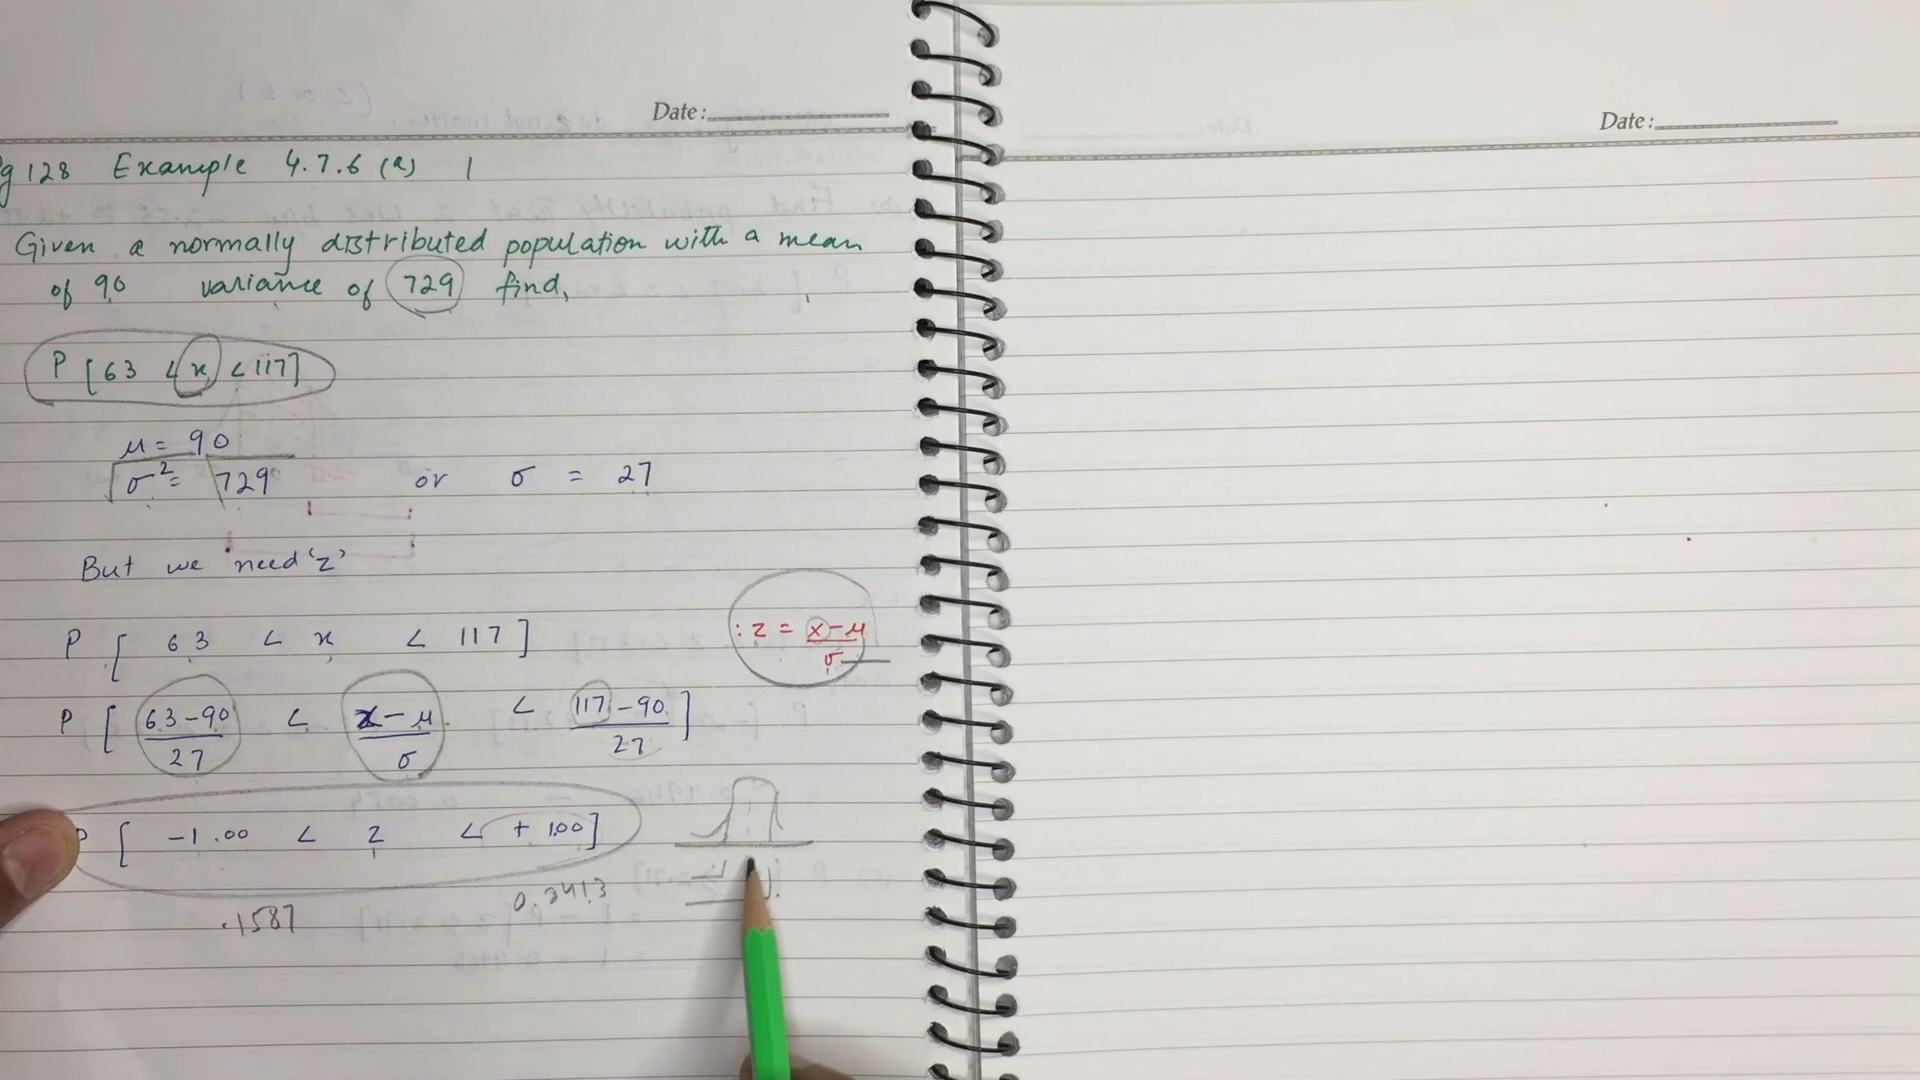 Date:
g 128 Example 4.7.6 (a)
Given a normally distributed population with a mean
of 90 variance of 729 find,
P [63 < x < 117]
μ = 90
√σ² = √729 or σ = 27
But we need 'z'
P [ 63 < x < 117 ]
: z = x-μ / σ
P [ 63-90 / 27 < x-μ / σ < 117-90 / 27 ]
P [ -1.00 < z < + 1.00 ]
.1587 0.3413
Date: